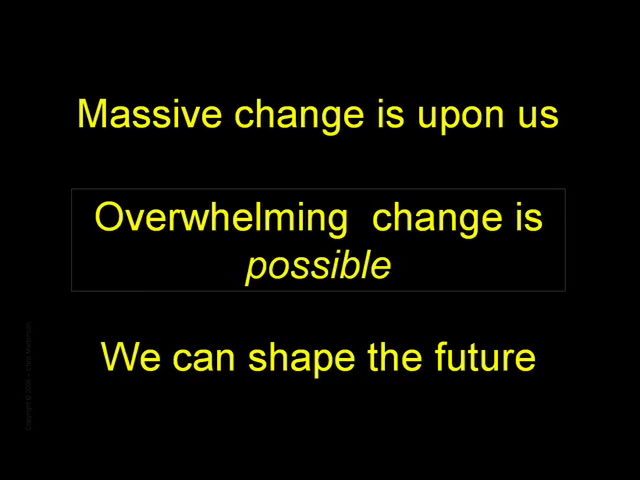 Massive change is upon us
Overwhelming  change is
possible
We can shape the future